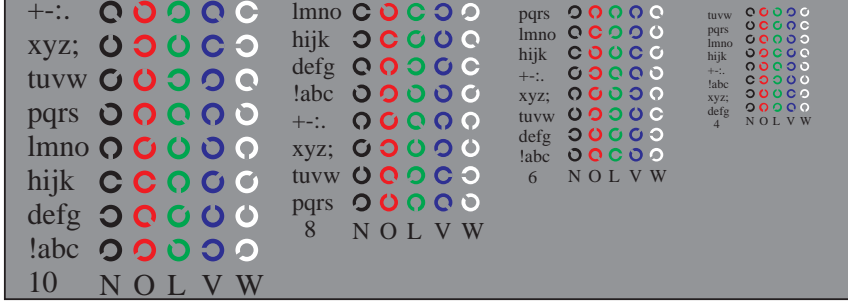 +-:.
xyz;
tuvw
pqrs
lmno
hijk
defg
!abc
10 N O L V W
lmno
hijk
defg
!abc
+-:.
xyz;
tuvw
pqrs
8 N O L V W
pqrs
lmno
hijk
+-:.
xyz;
tuvw
defg
!abc
6 N O L V W
tuvw
pqrs
lmno
hijk
+-:.
!abc
xyz;
defg
4 N O L V W